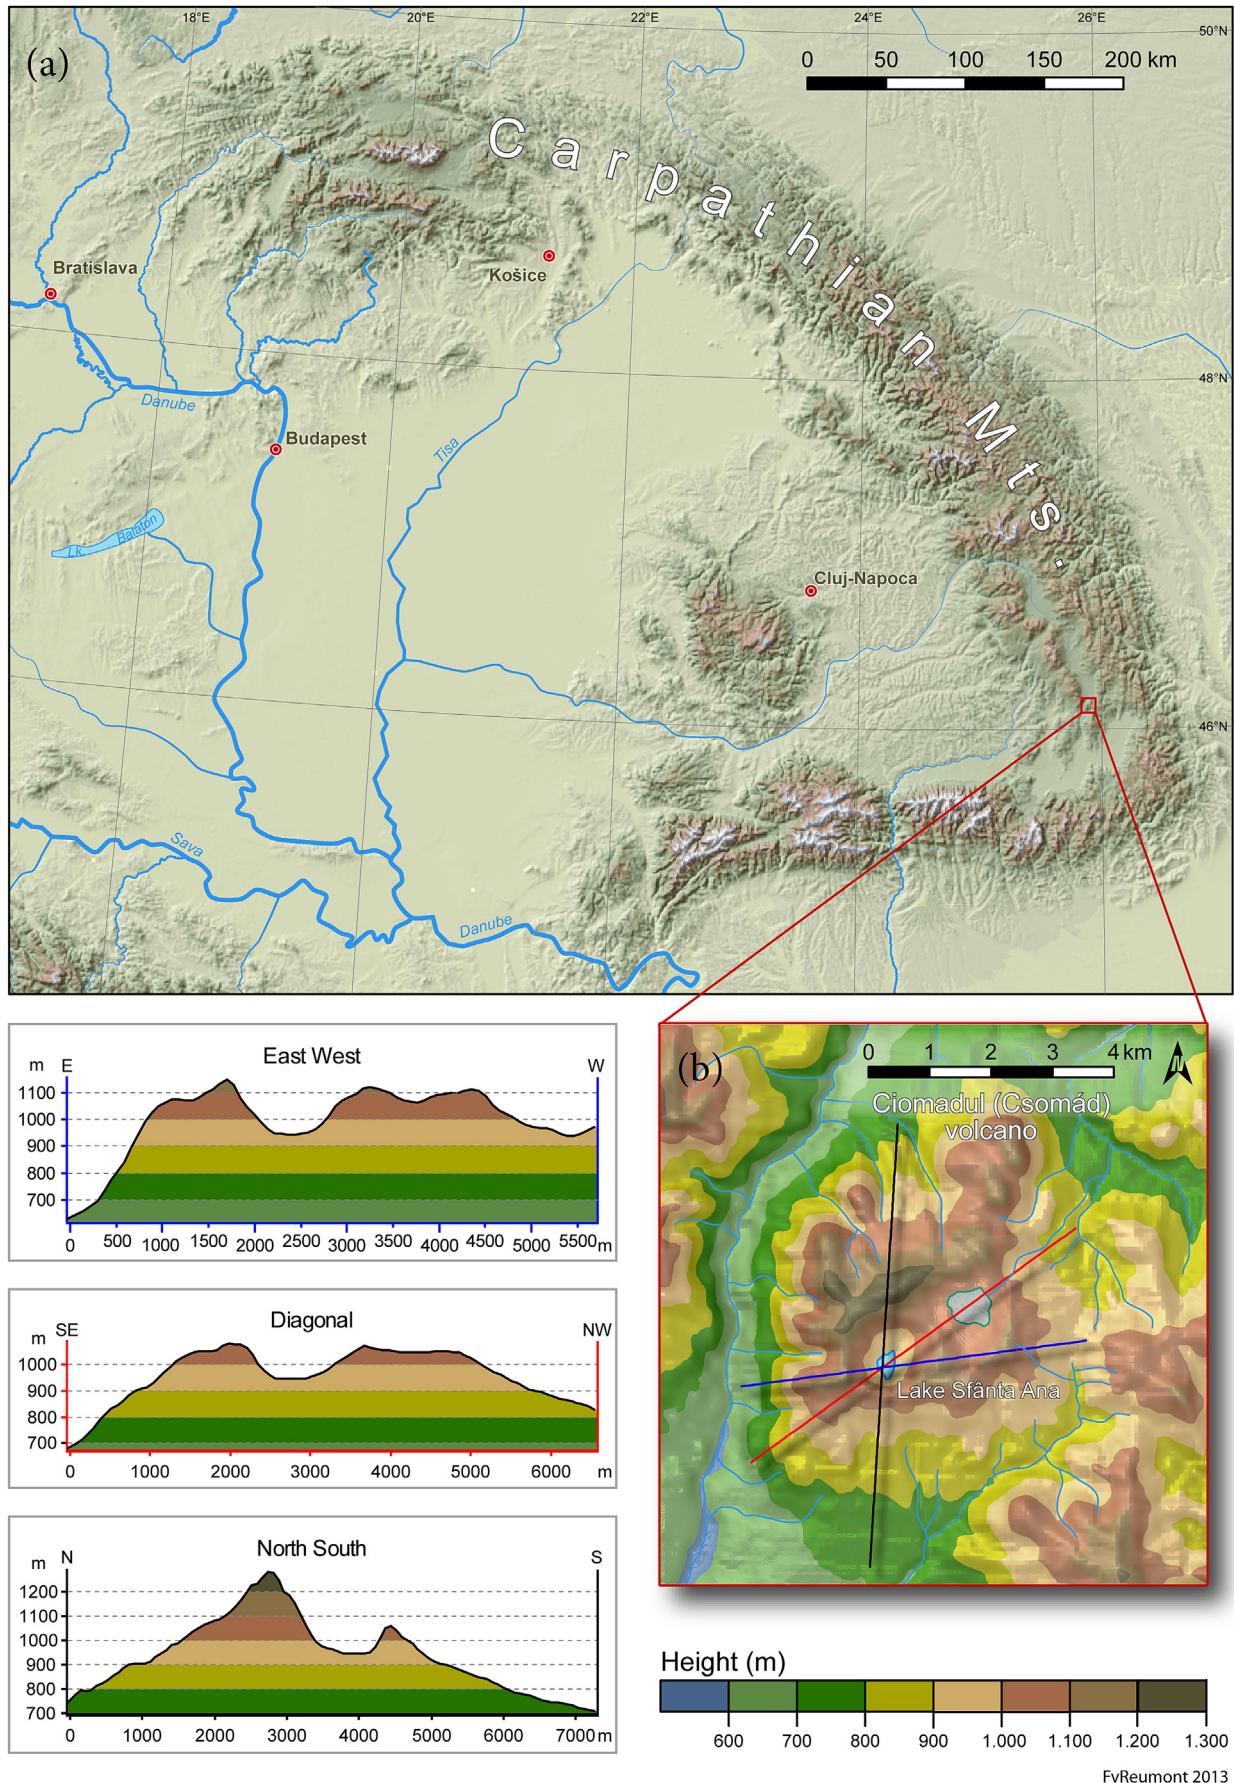 18°E 20°E 22°E 24°E 26°E
50°N
(a)
0 50 100 150 200 km
Carpathian Mts.
Bratislava
Košice
48°N
Danube
Budapest
Tisa
Lk. Balaton
Cluj-Napoca
46°N
Sava
Danube
East West
m E W
1100
1000
900
800
700
0 500 1000 1500 2000 2500 3000 3500 4000 4500 5000 5500 m
Diagonal
m SE NW
1000
900
800
700
0 1000 2000 3000 4000 5000 6000 m
North South
m N S
1200
1100
1000
900
800
700
0 1000 2000 3000 4000 5000 6000 7000 m
(b)
0 1 2 3 4 km
N
Ciomadul (Csomád)
volcano
Lake Sfânta Ana
Height (m)
600 700 800 900 1.000 1.100 1.200 1.300
FvReumont 2013